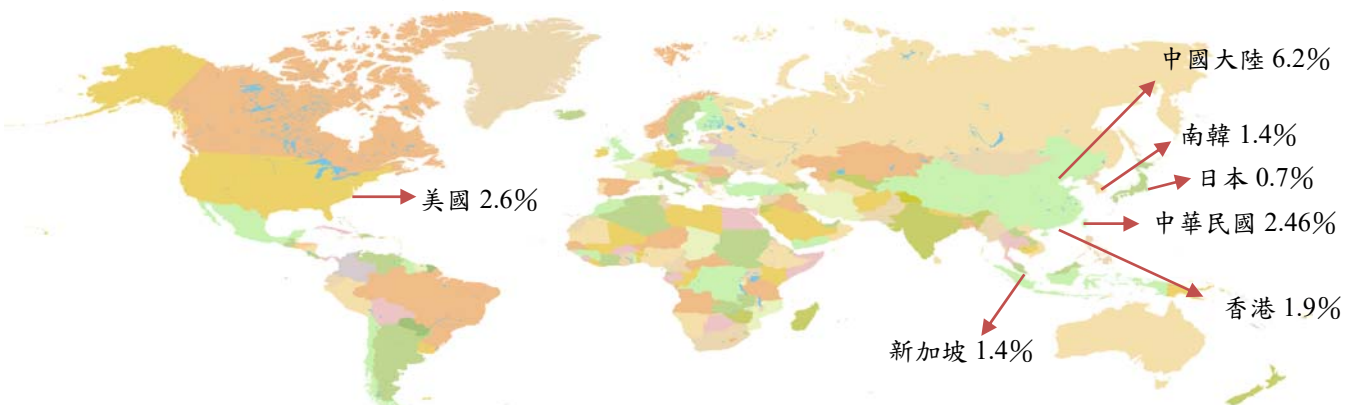 中國大陸 6.2%
南韓 1.4%
日本 0.7%
美國 2.6%
中華民國 2.46%
香港 1.9%
新加坡 1.4%